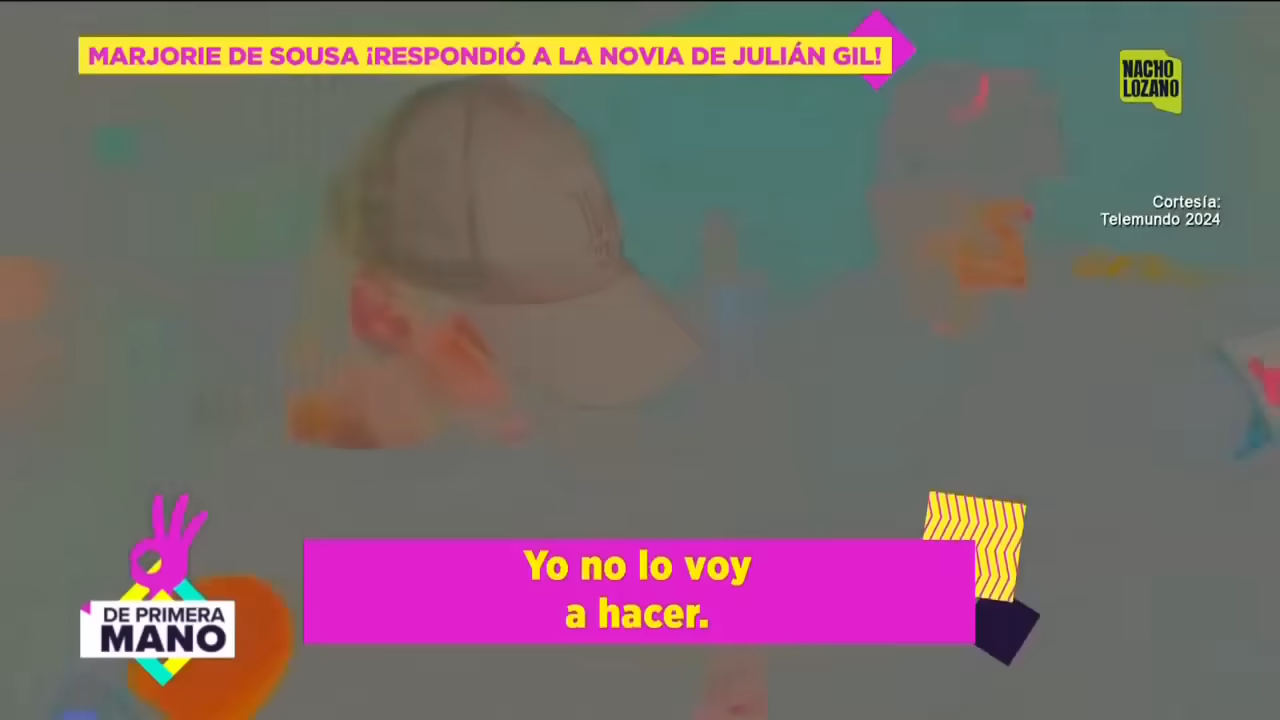 MARJORIE DE SOUSA ¡RESPONDIÓ A LA NOVIA DE JULIÁN GIL!
NACHO
LOZANO
Cortesía:
Telemundo 2024
Yo no lo voy
a hacer.
DE PRIMERA
MANO